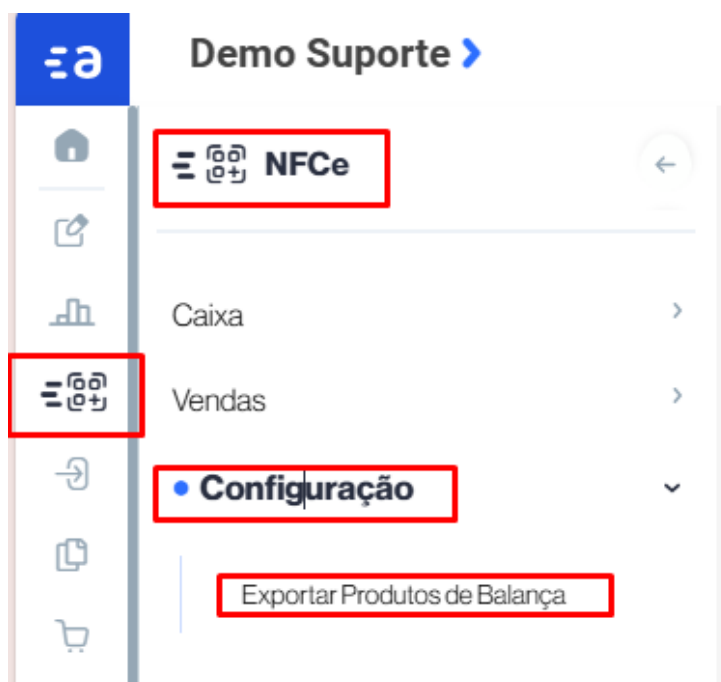 a
Demo Suporte
NFCe
Caixa
Vendas
Configuração
Exportar Produtos de Balança